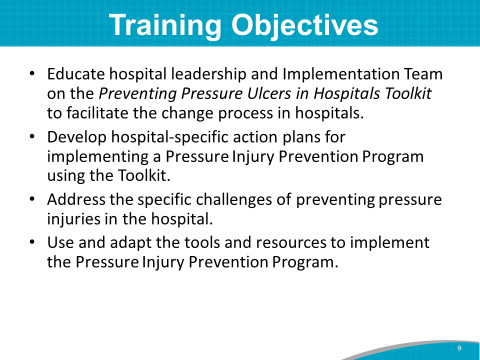 Training Objectives
• Educate hospital leadership and Implementation Team
on the Preventing Pressure Ulcers in Hospitals Toolkit
to facilitate the change process in hospitals.
• Develop hospital-specific action plans for
implementing a Pressure Injury Prevention Program
using the Toolkit.
• Address the specific challenges of preventing pressure
injuries in the hospital.
• Use and adapt the tools and resources to implement
the Pressure Injury Prevention Program.
9